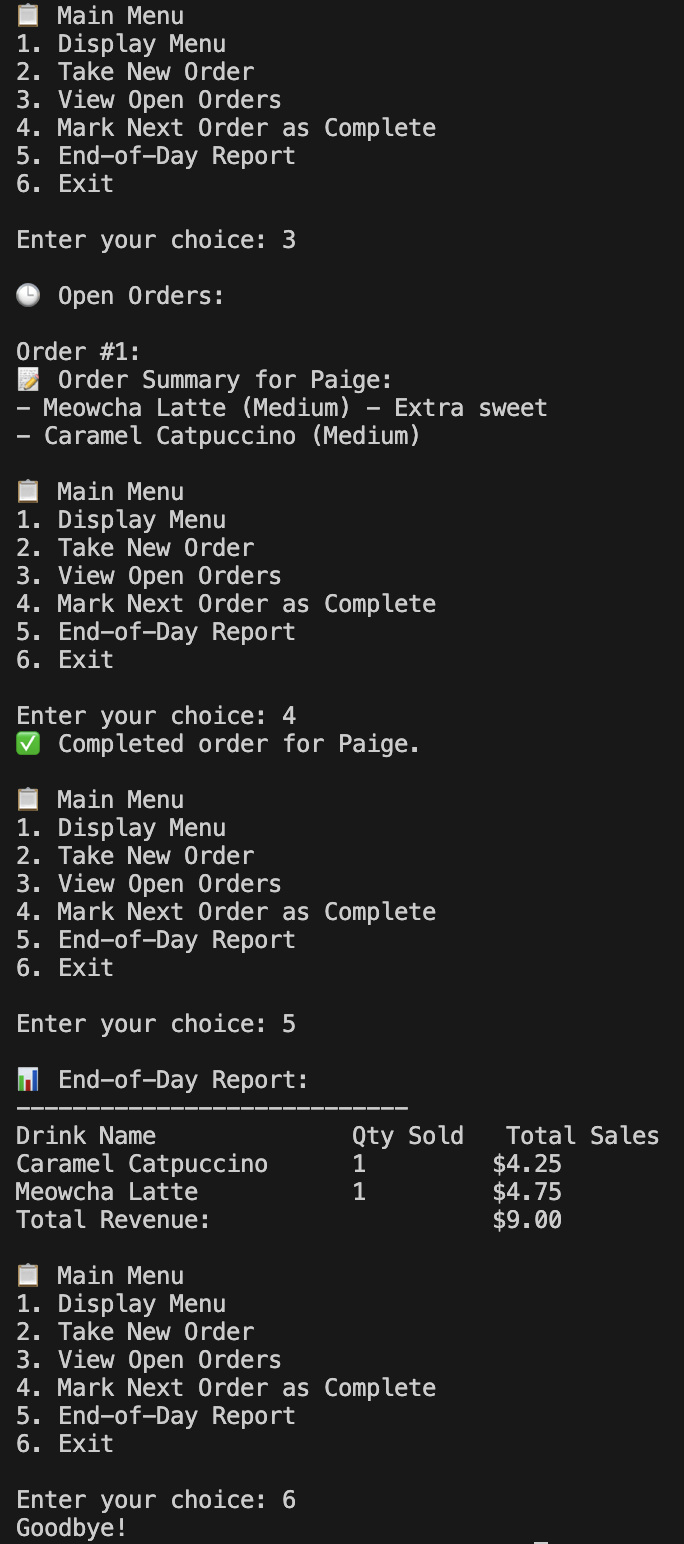 📋 Main Menu
1. Display Menu
2. Take New Order
3. View Open Orders
4. Mark Next Order as Complete
5. End-of-Day Report
6. Exit

Enter your choice: 3

🕒 Open Orders:

Order #1:
📝 Order Summary for Paige:
- Meowcha Latte (Medium) - Extra sweet
- Caramel Catpuccino (Medium)

📋 Main Menu
1. Display Menu
2. Take New Order
3. View Open Orders
4. Mark Next Order as Complete
5. End-of-Day Report
6. Exit

Enter your choice: 4
✅ Completed order for Paige.

📋 Main Menu
1. Display Menu
2. Take New Order
3. View Open Orders
4. Mark Next Order as Complete
5. End-of-Day Report
6. Exit

Enter your choice: 5

📊 End-of-Day Report:
----------------------------
Drink Name              Qty Sold   Total Sales
Caramel Catpuccino      1         $4.25
Meowcha Latte           1         $4.75
Total Revenue:                    $9.00

📋 Main Menu
1. Display Menu
2. Take New Order
3. View Open Orders
4. Mark Next Order as Complete
5. End-of-Day Report
6. Exit

Enter your choice: 6
Goodbye!